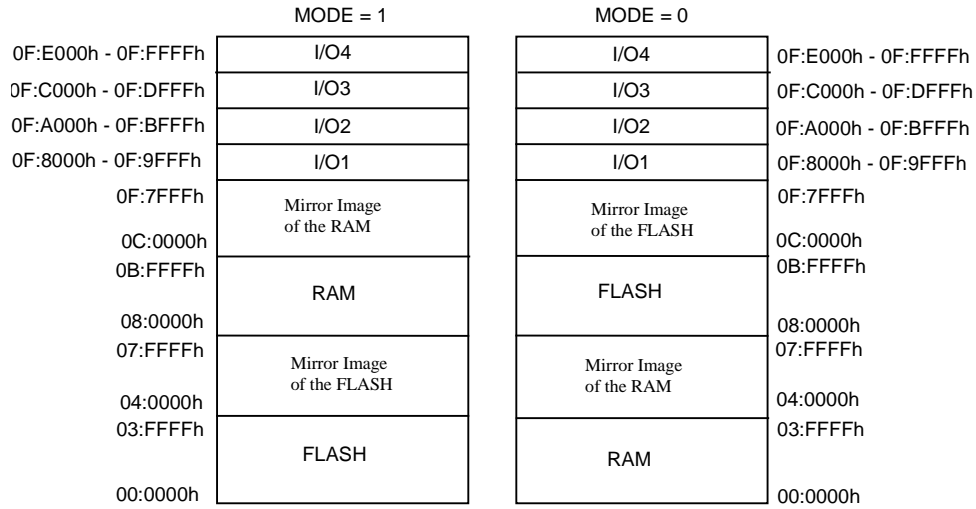 MODE = 1 MODE = 0
0F:E000h - 0F:FFFFh I/O4 I/O4 0F:E000h - 0F:FFFFh
0F:C000h - 0F:DFFFh I/O3 I/O3 0F:C000h - 0F:DFFFh
0F:A000h - 0F:BFFFh I/O2 I/O2 0F:A000h - 0F:BFFFh
0F:8000h - 0F:9FFFh I/O1 I/O1 0F:8000h - 0F:9FFFh
0F:7FFFh 0F:7FFFh
Mirror Image Mirror Image
of the RAM of the FLASH
0C:0000h 0C:0000h
0B:FFFFh 0B:FFFFh
RAM FLASH
08:0000h 08:0000h
07:FFFFh 07:FFFFh
Mirror Image Mirror Image
of the FLASH of the RAM
04:0000h 04:0000h
03:FFFFh 03:FFFFh
FLASH RAM
00:0000h 00:0000h